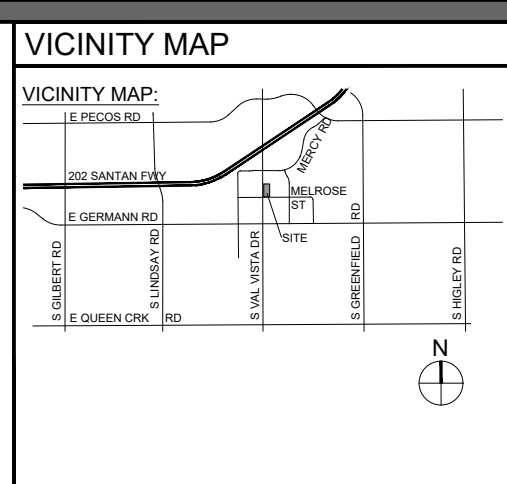 VICINITY MAP
VICINITY MAP:
E PECOS RD
MERCY RD
202 SANTAN FWY
MELROSE
ST
E GERMANN RD
SITE
S GILBERT RD
S LINDSAY RD
S VAL VISTA DR
S GREENFIELD RD
S HIGLEY RD
E QUEEN CRK RD
N